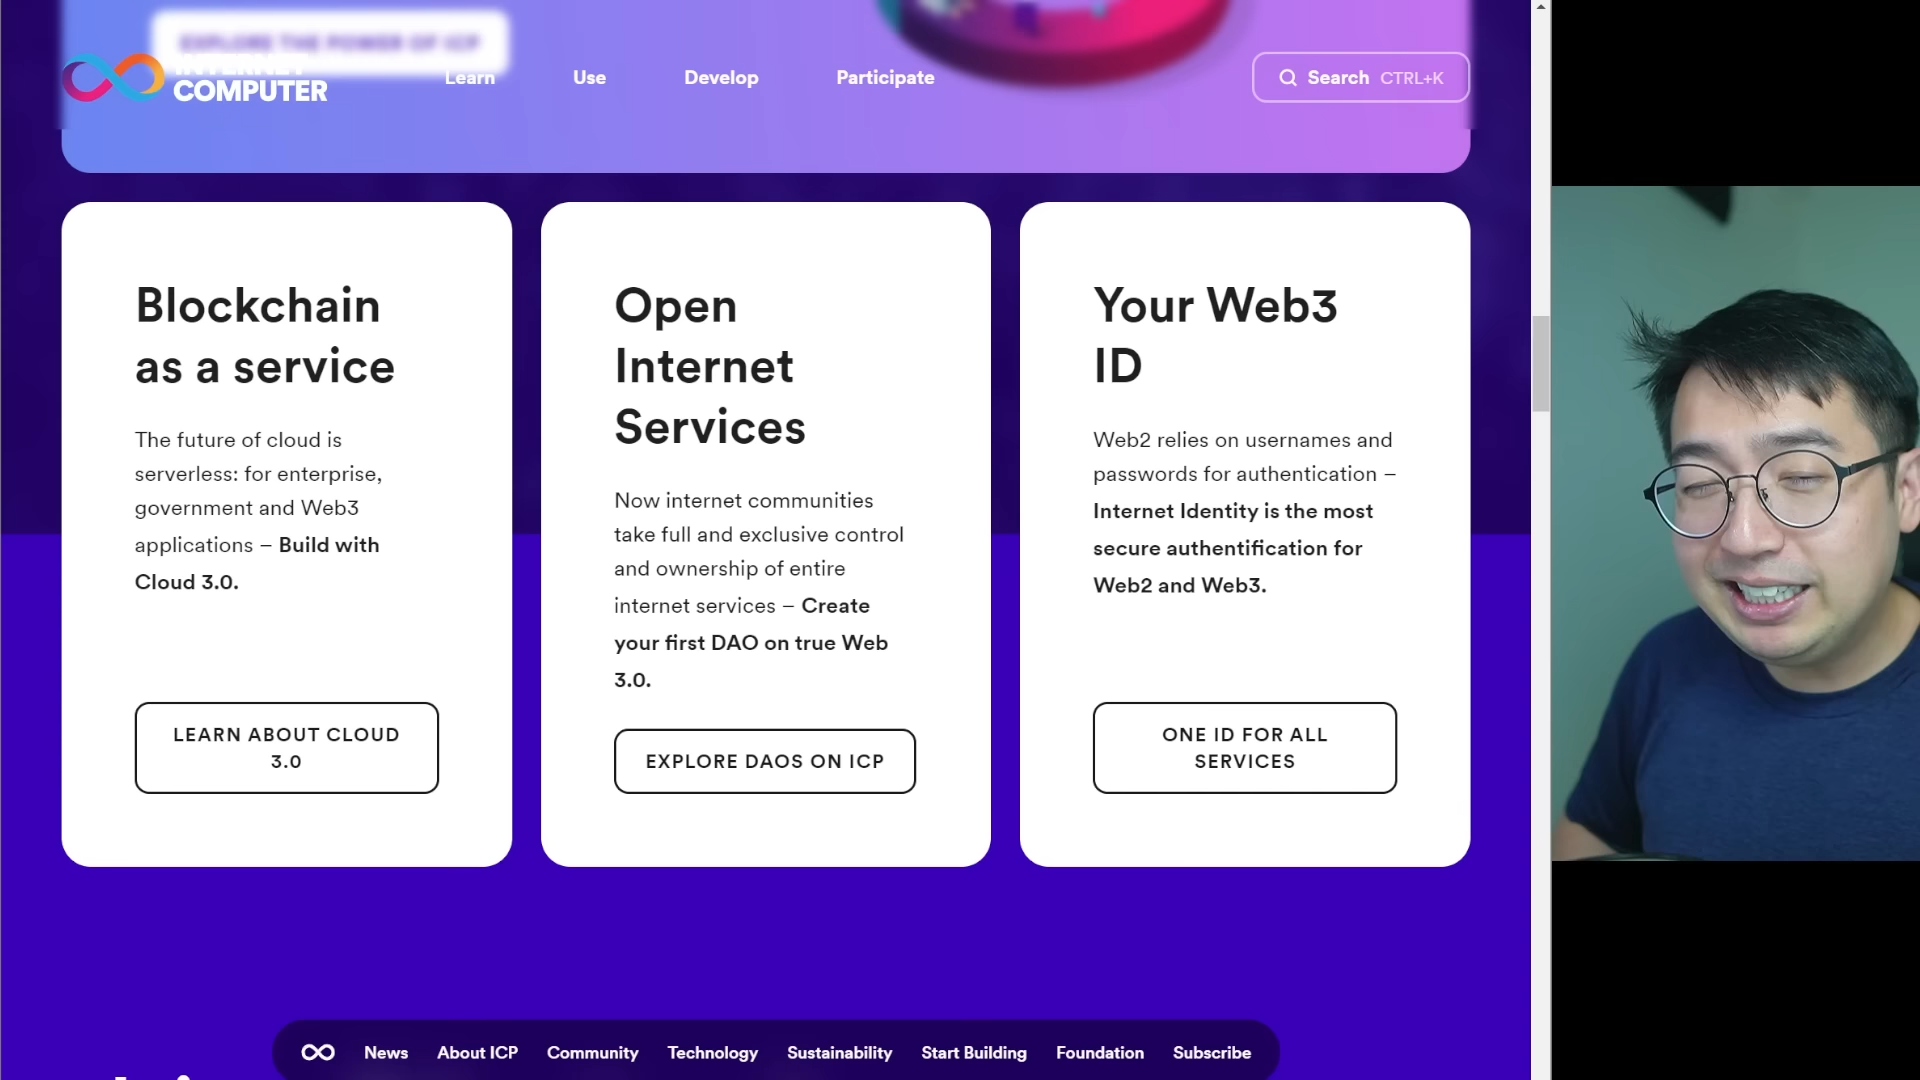 EXPLORE THE POWER OF ICP
INTERNET
COMPUTER
Learn
Use
Develop
Participate
Search CTRL+K
Blockchain
as a service
The future of cloud is
serverless: for enterprise,
government and Web3
applications – Build with
Cloud 3.0.
LEARN ABOUT CLOUD
3.0
Open
Internet
Services
Now internet communities
take full and exclusive control
and ownership of entire
internet services – Create
your first DAO on true Web
3.0.
EXPLORE DAOS ON ICP
Your Web3
ID
Web2 relies on usernames and
passwords for authentication –
Internet Identity is the most
secure authentification for
Web2 and Web3.
ONE ID FOR ALL
SERVICES
News
About ICP
Community
Technology
Sustainability
Start Building
Foundation
Subscribe